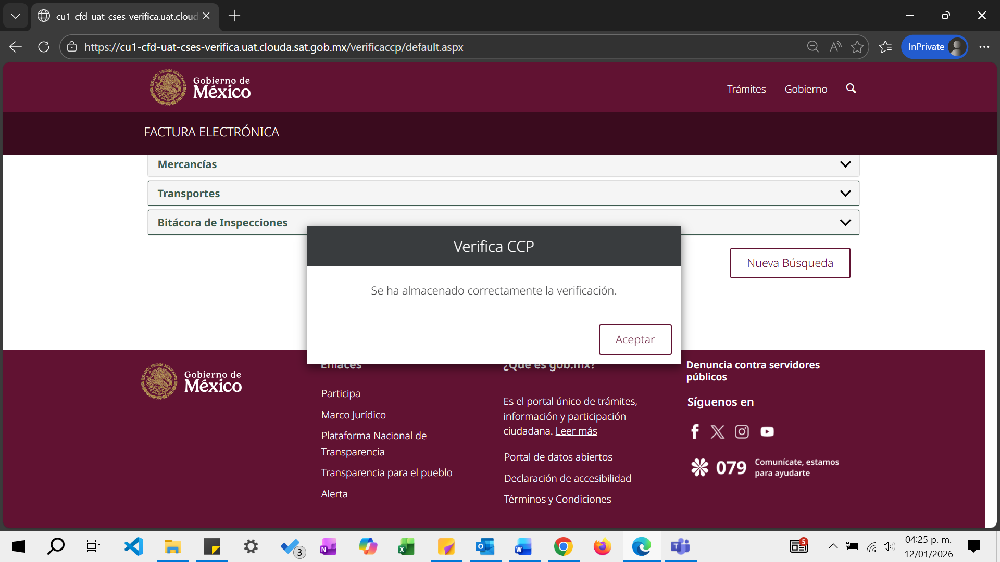 cu1-cfd-uat-cses-verifica.uat.cloud
https://cu1-cfd-uat-cses-verifica.uat.clouda.sat.gob.mx/verificaccp/default.aspx
InPrivate
Gobierno de
México
Trámites
Gobierno
FACTURA ELECTRÓNICA
Mercancías
Transportes
Bitácora de Inspecciones
Verifica CCP
Se ha almacenado correctamente la verificación.
Aceptar
Nueva Búsqueda
Gobierno de
México
Enlaces
Participa
Marco Jurídico
Plataforma Nacional de
Transparencia
Transparencia para el pueblo
Alerta
¿Qué es gob.mx?
Es el portal único de trámites,
información y participación
ciudadana. Leer más
Portal de datos abiertos
Declaración de accesibilidad
Términos y Condiciones
Denuncia contra servidores
públicos
Síguenos en
079
Comunícate, estamos
para ayudarte
3
5
04:25 p. m.
12/01/2026